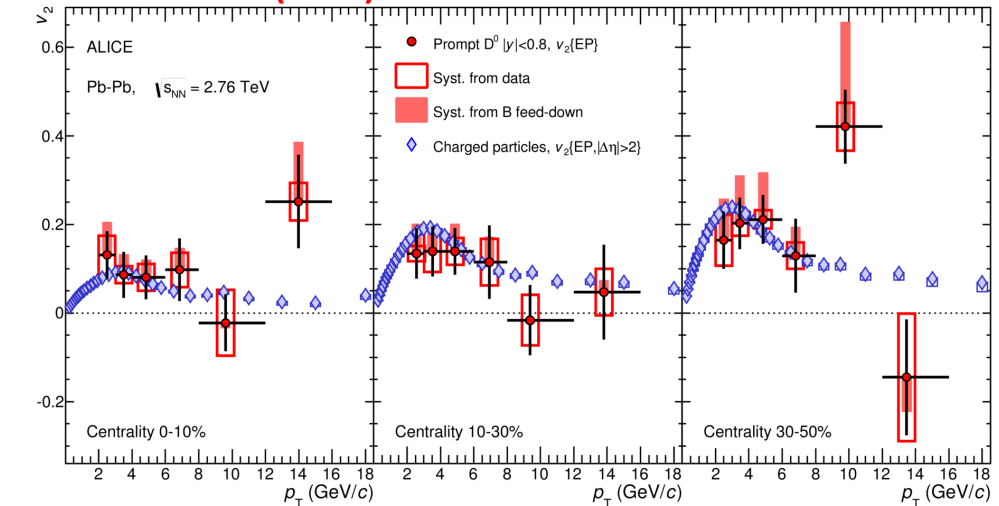 v₂
0.6
0.4
0.2
0
-0.2
ALICE
Pb-Pb, √sNN = 2.76 TeV
Centrality 0-10%
Prompt D⁰ |y|<0.8, v₂{EP}
Syst. from data
Syst. from B feed-down
Charged particles, v₂{EP,|Δη|>2}
Centrality 10-30%
Centrality 30-50%
2 4 6 8 10 12 14 16 18
2 4 6 8 10 12 14 16 18
2 4 6 8 10 12 14 16 18
pT (GeV/c)
pT (GeV/c)
pT (GeV/c)